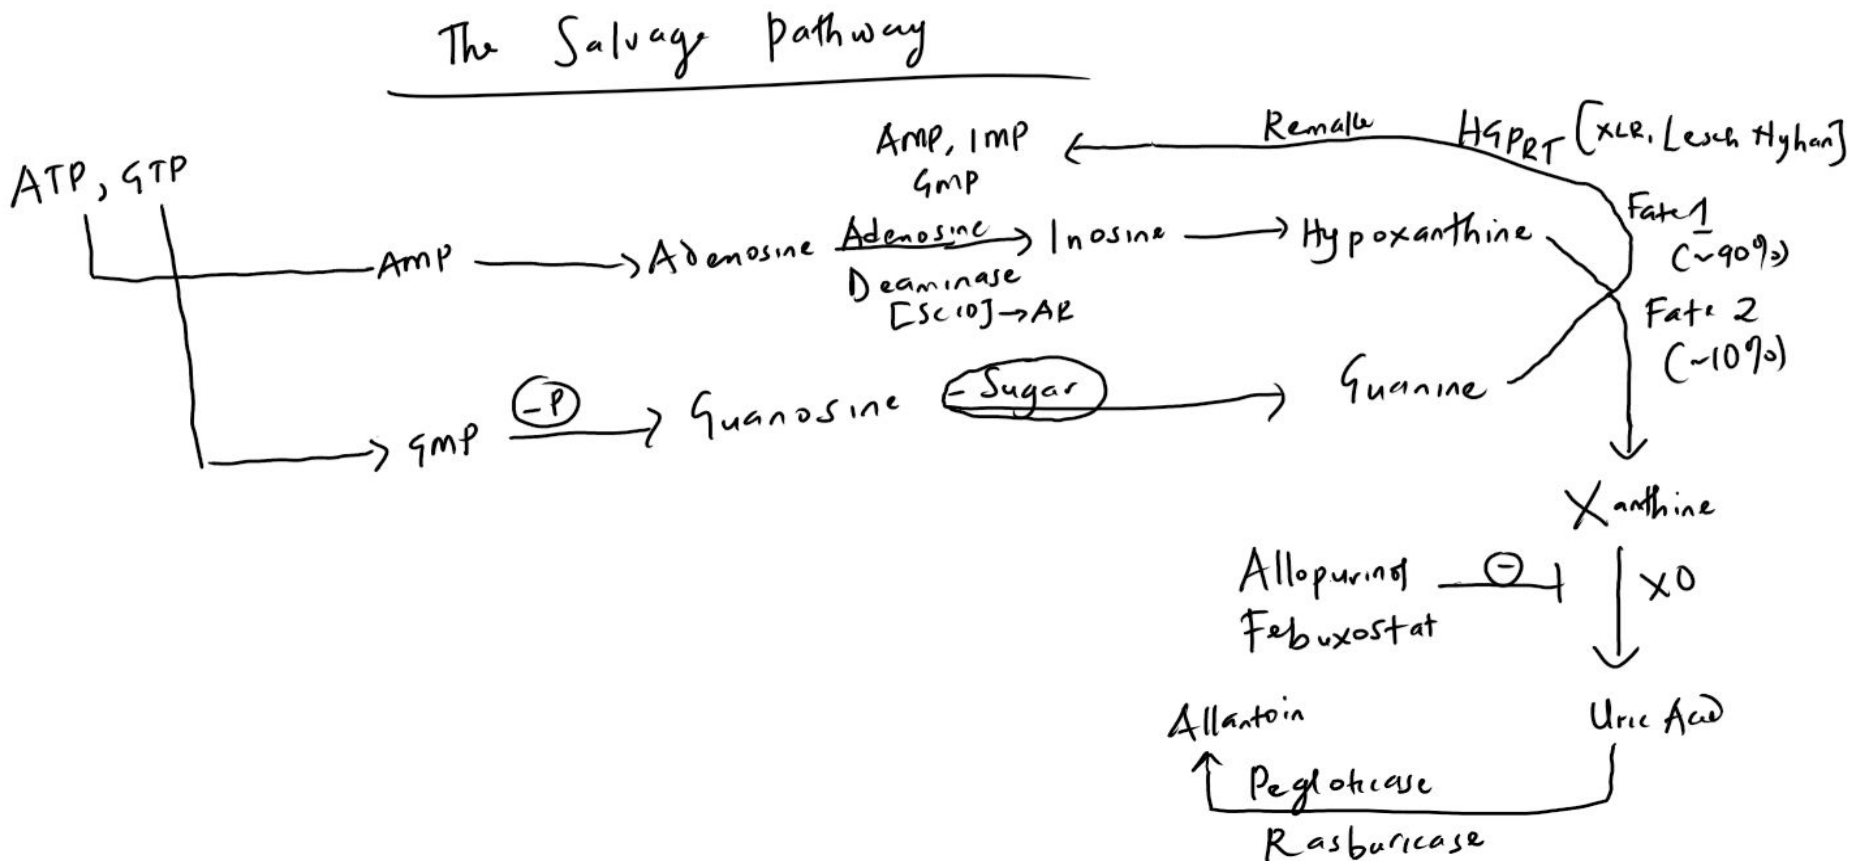 The Salvage Pathway
AMP, IMP
GMP
Remake
HGPRT [XLR, Lesch Nyhan]
ATP, GTP
Fate 1
(~90%)
AMP
Adenosine
Adenosine
Deaminase
[SCID]→AR
Inosine
Hypoxanthine
Fate 2
(~10%)
GMP
-P
Guanosine
- Sugar
Guanine
Xanthine
Allopurinol
Febuxostat
-
XO
Uric Acid
Allantoin
Pegloticase
Rasburicase